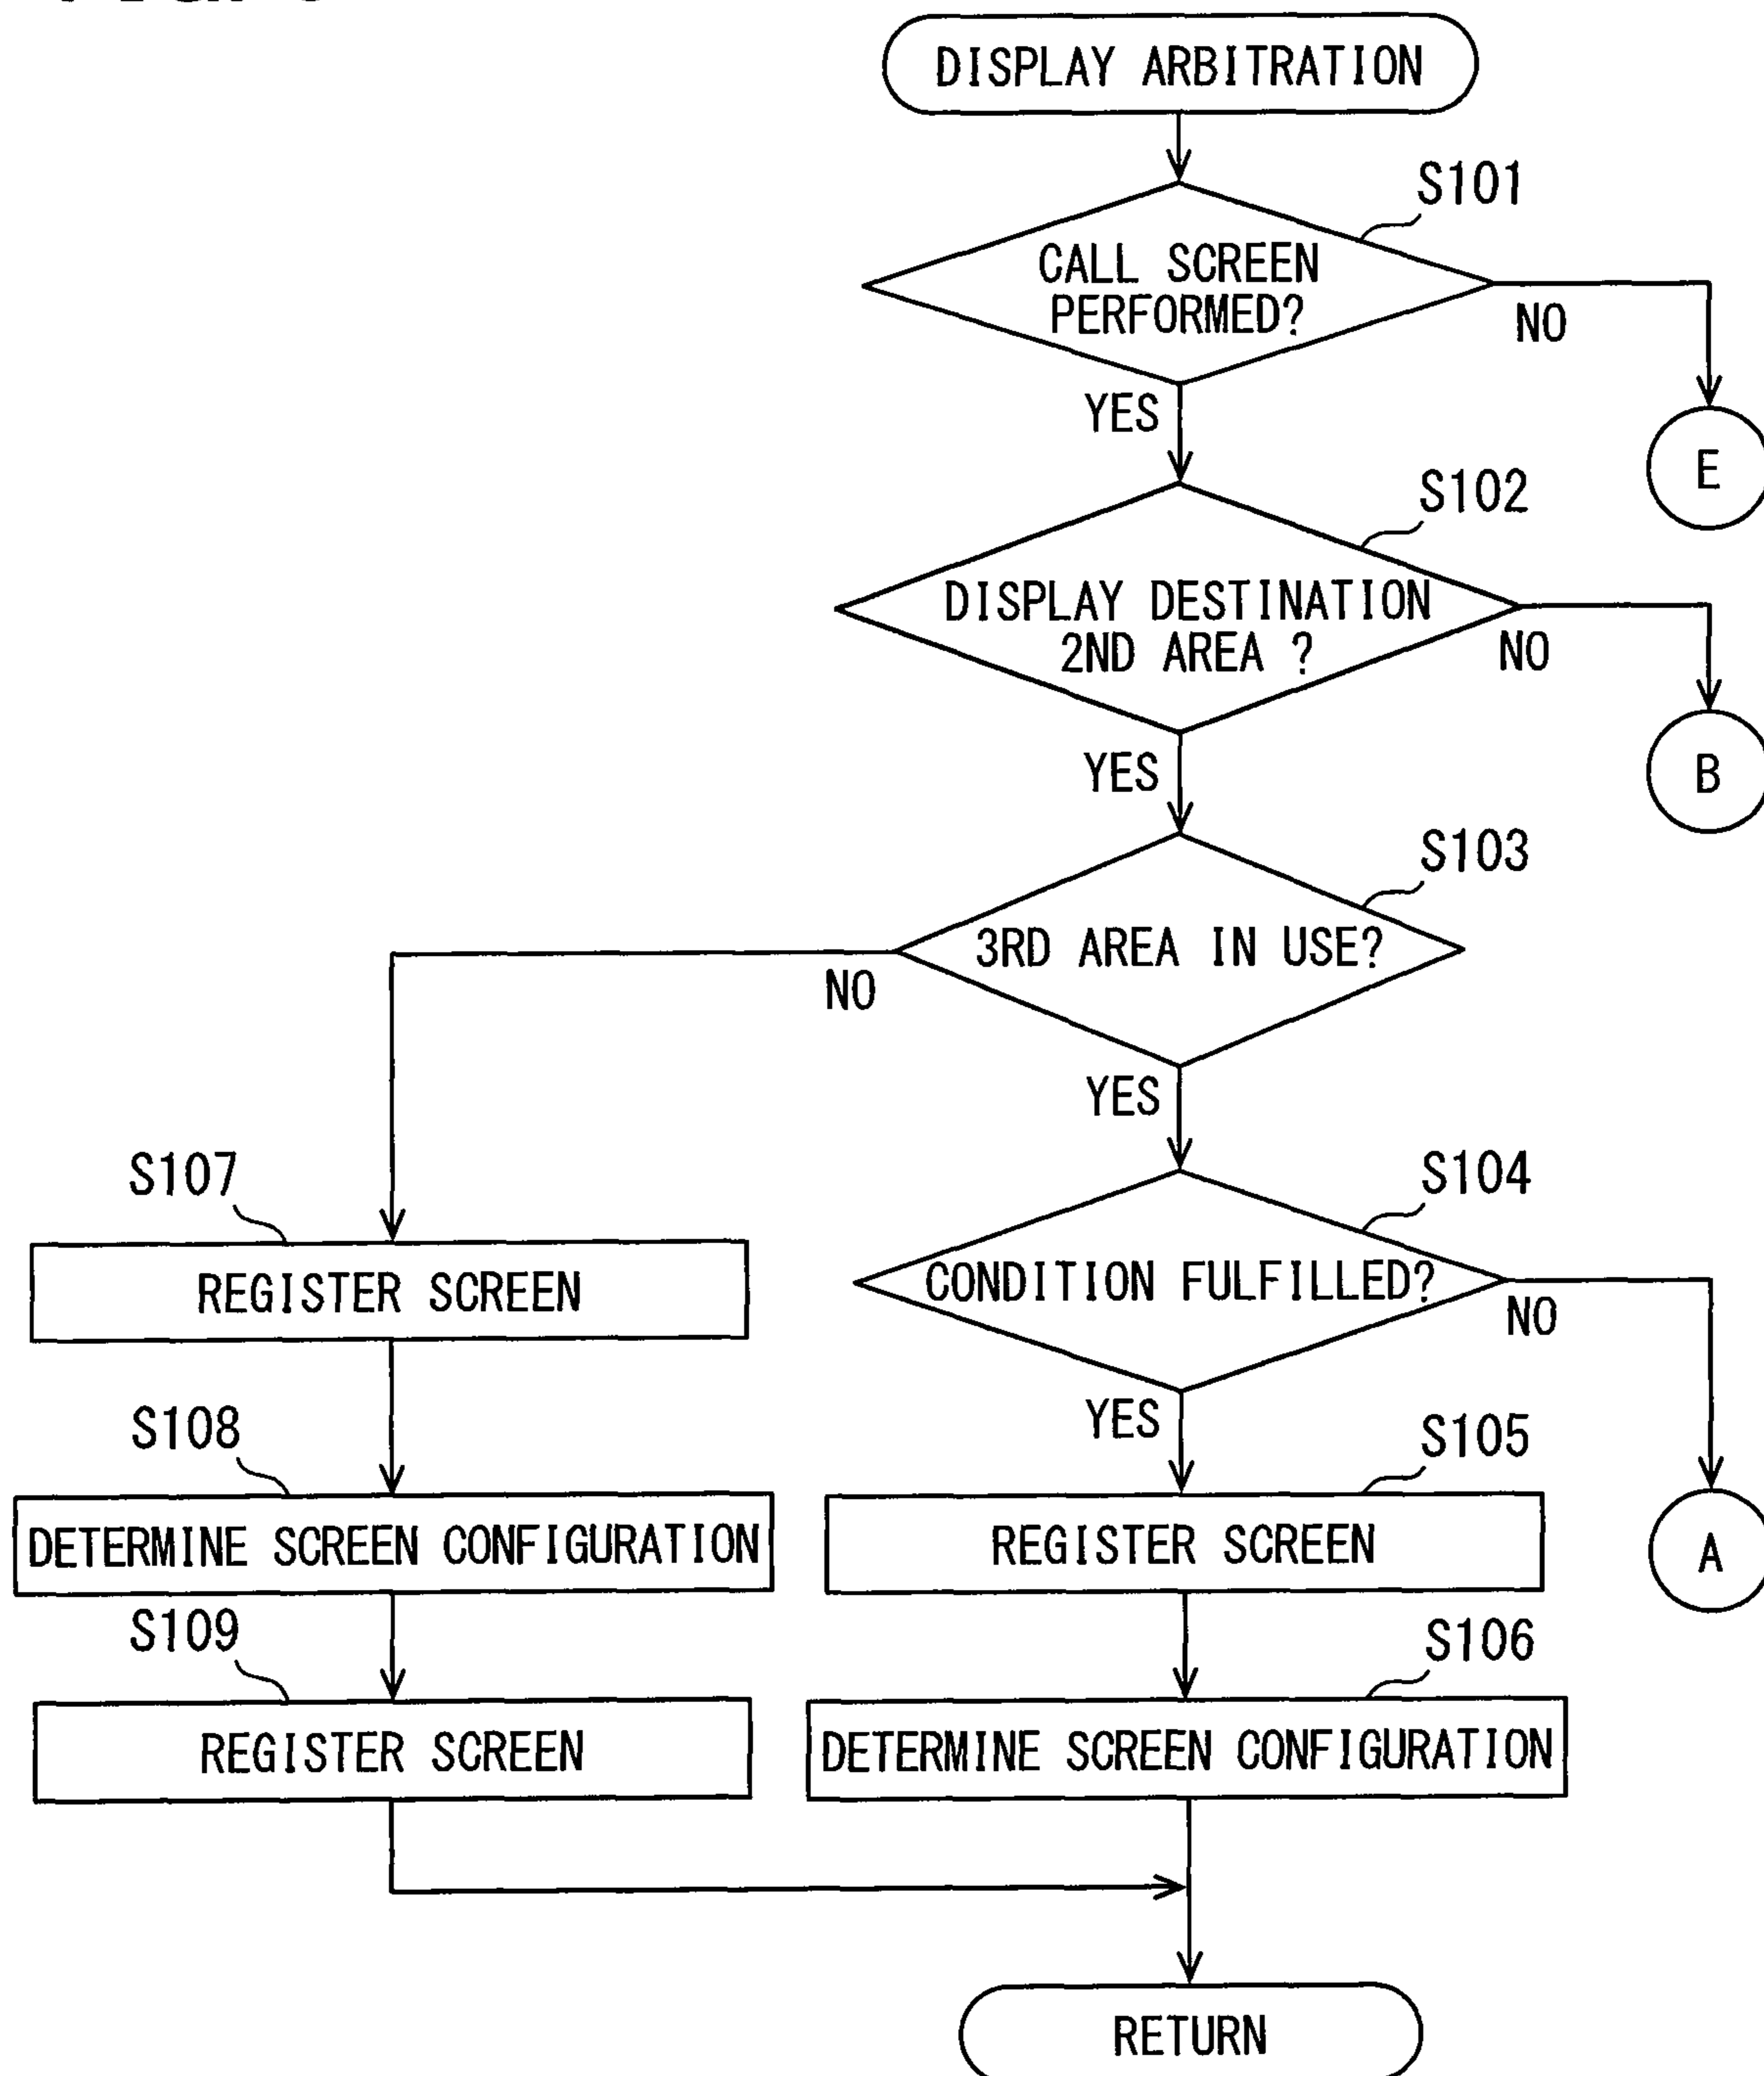 DISPLAY ARBITRATION
S101
CALL SCREEN
PERFORMED?
NO
YES
E
S102
DISPLAY DESTINATION
2ND AREA ?
NO
YES
B
S103
3RD AREA IN USE?
NO
YES
S107
S104
REGISTER SCREEN
CONDITION FULFILLED?
NO
YES
S108
S105
DETERMINE SCREEN CONFIGURATION
REGISTER SCREEN
A
S109
S106
REGISTER SCREEN
DETERMINE SCREEN CONFIGURATION
RETURN